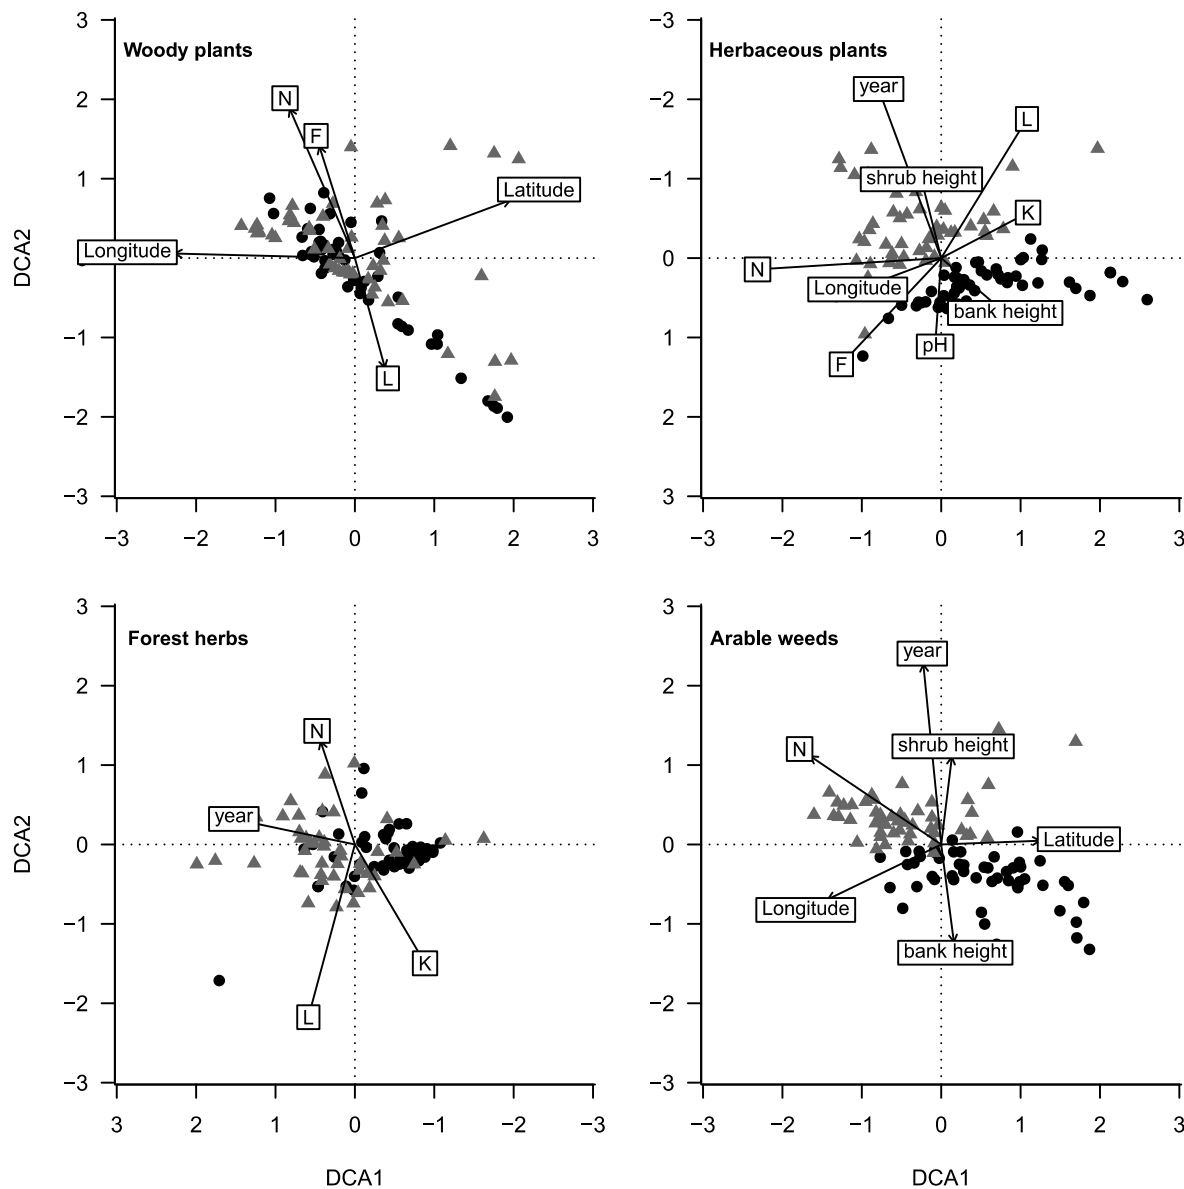 3
Woody plants
2
N
F
1
Latitude
Longitude
0
−1
L
−2
−3
DCA2
−3 −2 −1 0 1 2 3
−3
Herbaceous plants
year
−2
L
−1
shrub height
K
0
N
Longitude
bank height
1
pH
F
2
3
−3 −2 −1 0 1 2 3
3
Forest herbs
2
N
1
year
0
−1
K
−2
L
−3
DCA2
3 2 1 0 −1 −2 −3
DCA1
3
Arable weeds
year
2
N
shrub height
1
Latitude
0
Longitude
−1
bank height
−2
−3
−3 −2 −1 0 1 2 3
DCA1